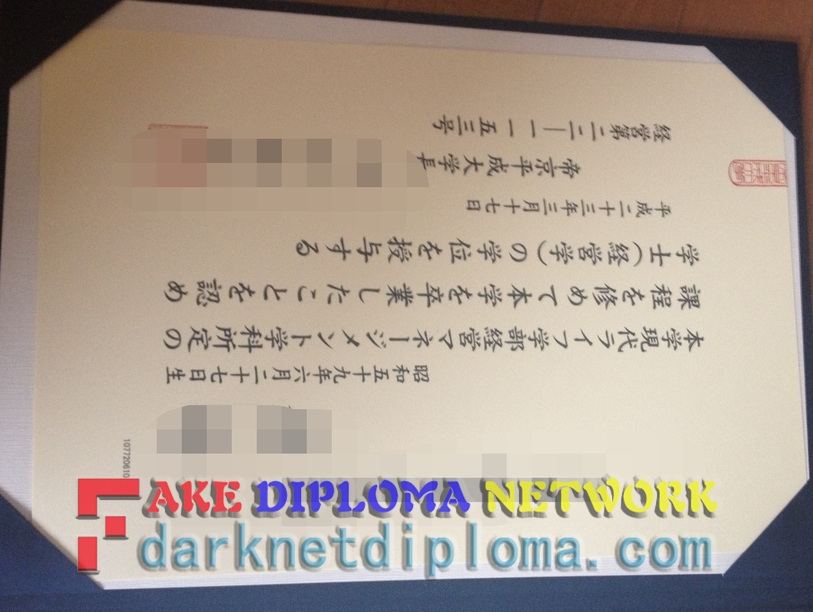 昭和五十九年六月二十七日生
本学現代ライフ学部経営マネージメント学科所定の
課程を修めて本学を卒業したことを認め
学士(経営学)の学位を授与する
平成二十三年三月十七日
帝京平成大学長
経営第二二―一一五三号
107720610
FAKE DIPLOMA NETWORK
darknetdiploma.com